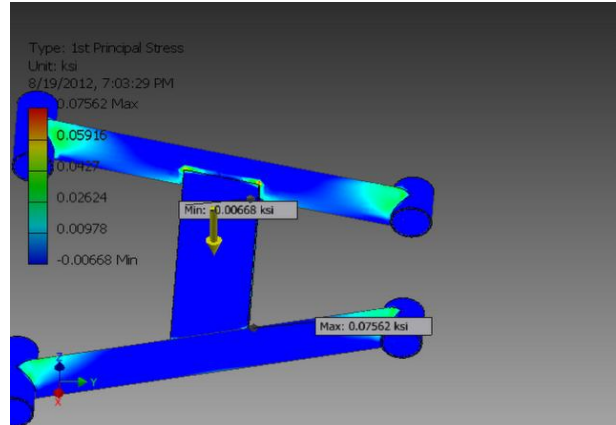 Type: 1st Principal Stress
Unit: ksi
8/19/2012, 7:03:29 PM
0.07562 Max
0.05916
0.0427
0.02624
0.00978
-0.00668 Min
Min: -0.00668 ksi
Max: 0.07562 ksi
Z
Y
X